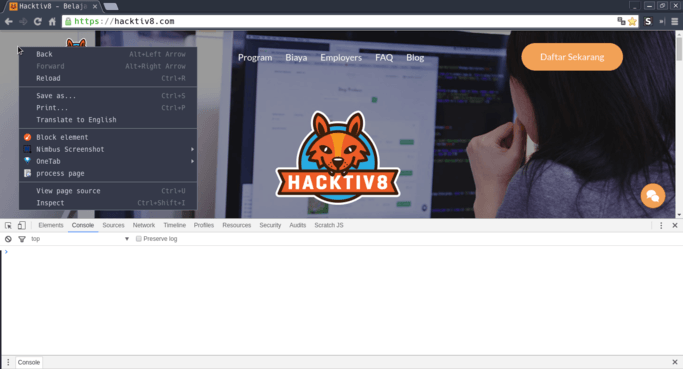 Hacktiv8 - Belaj
https://hacktiv8.com
Program Biaya Employers FAQ Blog
Daftar Sekarang
HACKTIV8
Back Alt+Left Arrow
Forward Alt+Right Arrow
Reload Ctrl+R
Save as... Ctrl+S
Print... Ctrl+P
Translate to English
Block element
Nimbus Screenshot
OneTab
process page
View page source Ctrl+U
Inspect Ctrl+Shift+I
Elements Console Sources Network Timeline Profiles Resources Security Audits Scratch JS
top Preserve log
Console